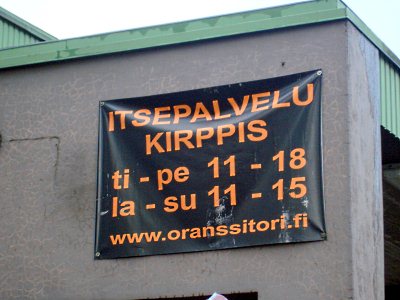 ITSEPALVELU
KIRPPIS
ti - pe 11 - 18
la - su 11 - 15
www.oranssitori.fi